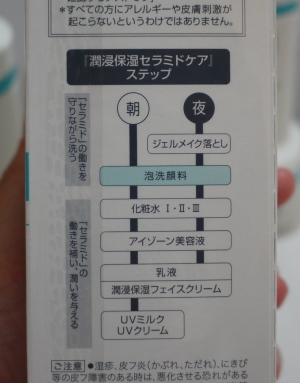 *すべての方にアレルギーや皮膚刺激が
起こらないというわけではありません。
『潤浸保湿セラミドケア』
ステップ
朝
夜
「セラミド」の働きを
守りながら洗う
ジェルメイク落とし
泡洗顔料
「セラミド」の
働きを補い、潤いを与える
化粧水 Ⅰ・Ⅱ・Ⅲ
アイゾーン美容液
乳液
潤浸保湿フェイスクリーム
UVミルク
UVクリーム
ご注意 ●湿疹、皮フ炎(かぶれ、ただれ)、にきび
等の皮フ障害のある時は、悪化させる恐れがある